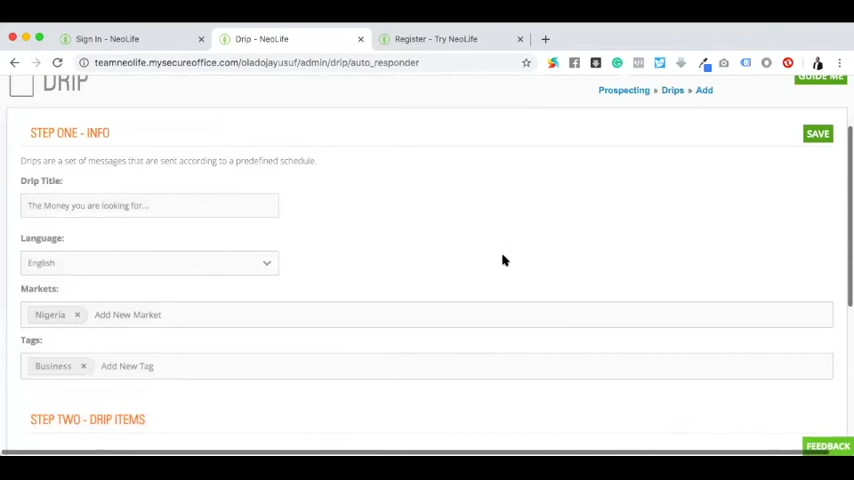 Sign In - NeoLife
Drip - NeoLife
Register - Try NeoLife
teamneolife.mysecureoffice.com/oladojayusuf/admin/drip/auto_responder
DRIP
GUIDE ME
Prospecting » Drips » Add
STEP ONE - INFO
SAVE
Drips are a set of messages that are sent according to a predefined schedule.
Drip Title:
The Money you are looking for...
Language:
English
Markets:
Nigeria × Add New Market
Tags:
Business × Add New Tag
STEP TWO - DRIP ITEMS
FEEDBACK